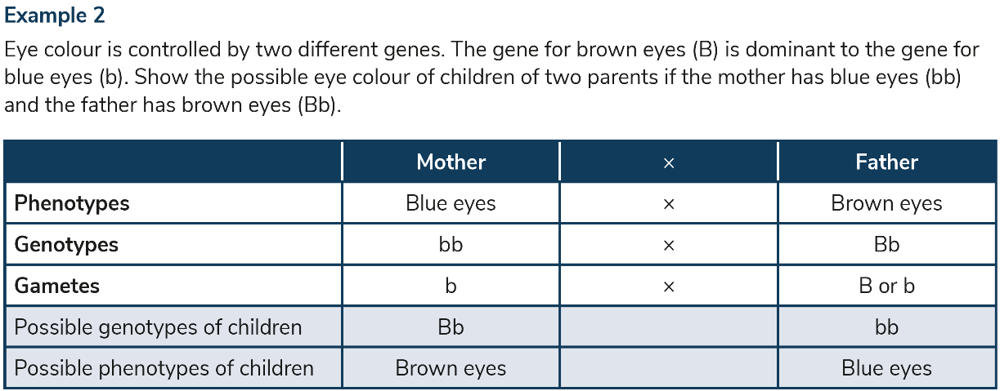 Example 2
Eye colour is controlled by two different genes. The gene for brown eyes (B) is dominant to the gene for
blue eyes (b). Show the possible eye colour of children of two parents if the mother has blue eyes (bb)
and the father has brown eyes (Bb).
Mother × Father
Phenotypes Blue eyes × Brown eyes
Genotypes bb × Bb
Gametes b × B or b
Possible genotypes of children Bb bb
Possible phenotypes of children Brown eyes Blue eyes